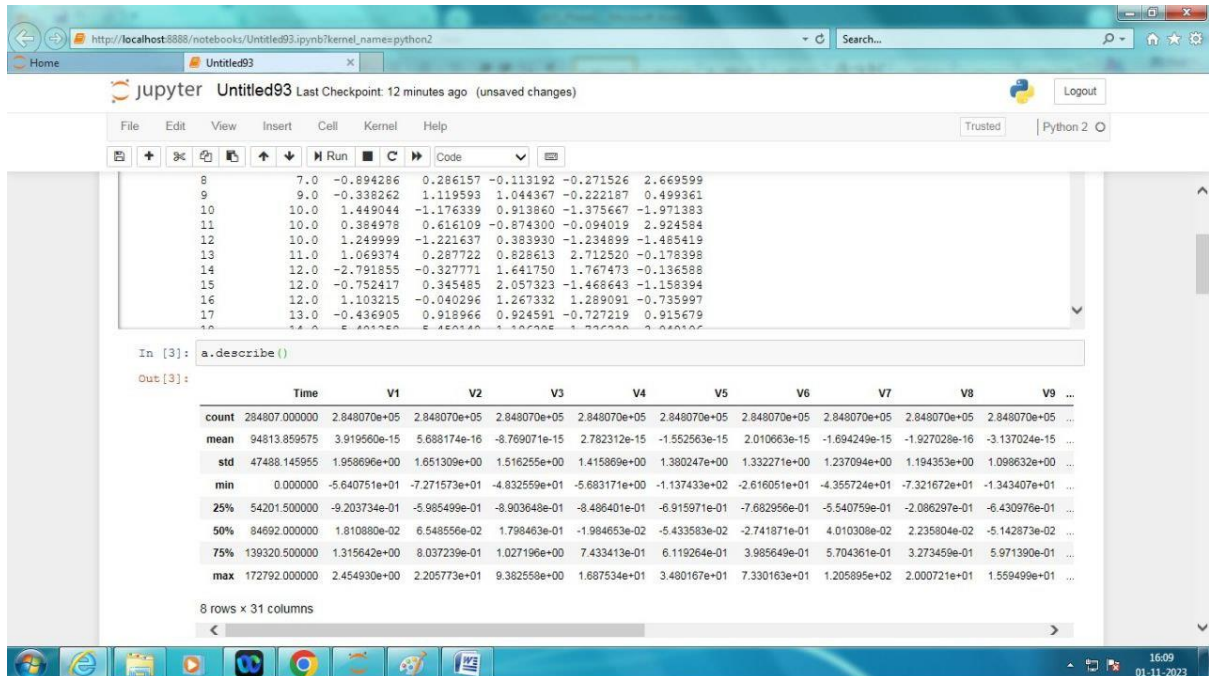 http://localhost:8888/notebooks/Untitled93.ipynb?kernel_name=python2 Search...
Home Untitled93
jupyter Untitled93 Last Checkpoint: 12 minutes ago (unsaved changes) Logout
File Edit View Insert Cell Kernel Help Trusted Python 2
Run Code
8 7.0 -0.894286 0.286157 -0.113192 -0.271526 2.669599
9 9.0 -0.338262 1.119593 1.044367 -0.222187 0.499361
10 10.0 1.449044 -1.176339 0.913860 -1.375667 -1.971383
11 10.0 0.384978 0.616109 -0.874300 -0.094019 2.924584
12 10.0 1.249999 -1.221637 0.383930 -1.234899 -1.485419
13 11.0 1.069374 0.287722 0.828613 2.712520 -0.178398
14 12.0 -2.791855 -0.327771 1.641750 1.767473 -0.136588
15 12.0 -0.752417 0.345485 2.057323 -1.468643 -1.158394
16 12.0 1.103215 -0.040296 1.267332 1.289091 -0.735997
17 13.0 -0.436905 0.918966 0.924591 -0.727219 0.915679
In [3]: a.describe()
Out[3]:
Time V1 V2 V3 V4 V5 V6 V7 V8 V9 ...
count 284807.000000 2.848070e+05 2.848070e+05 2.848070e+05 2.848070e+05 2.848070e+05 2.848070e+05 2.848070e+05 2.848070e+05 2.848070e+05 ...
mean 94813.859575 3.919560e-15 5.688174e-16 -8.769071e-15 2.782312e-15 -1.552563e-15 2.010663e-15 -1.694249e-15 -1.927028e-16 -3.137024e-15 ...
std 47488.145955 1.958696e+00 1.651309e+00 1.516255e+00 1.415869e+00 1.380247e+00 1.332271e+00 1.237094e+00 1.194353e+00 1.098632e+00 ...
min 0.000000 -5.640751e+01 -7.271573e+01 -4.832559e+01 -5.683171e+00 -1.137433e+02 -2.616051e+01 -4.355724e+01 -7.321672e+01 -1.343407e+01 ...
25% 54201.500000 -9.203734e-01 -5.985499e-01 -8.903648e-01 -8.486401e-01 -6.915971e-01 -7.682956e-01 -5.540759e-01 -2.086297e-01 -6.430976e-01 ...
50% 84692.000000 1.810880e-02 6.548556e-02 1.798463e-01 -1.984653e-02 -5.433583e-02 -2.741871e-01 4.010308e-02 2.235804e-02 -5.142873e-02 ...
75% 139320.500000 1.315642e+00 8.037239e-01 1.027196e+00 7.433413e-01 6.119264e-01 3.985649e-01 5.704361e-01 3.273459e-01 5.971390e-01 ...
max 172792.000000 2.454930e+00 2.205773e+01 9.382558e+00 1.687534e+01 3.480167e+01 7.330163e+01 1.205895e+02 2.000721e+01 1.559499e+01 ...
8 rows × 31 columns
16:09
01-11-2023